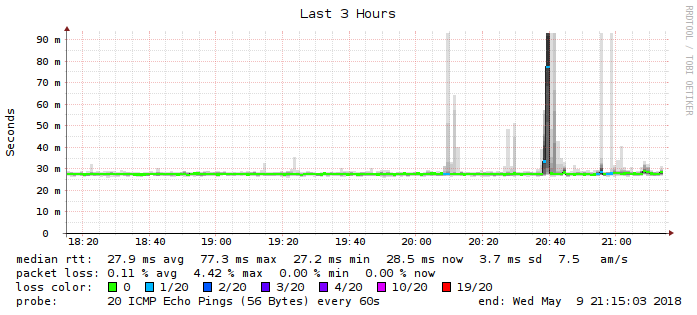 Last 3 Hours
RRDTOOL / TOBI OETIKER
Seconds
90 m
80 m
70 m
60 m
50 m
40 m
30 m
20 m
10 m
0
18:20 18:40 19:00 19:20 19:40 20:00 20:20 20:40 21:00
median rtt: 27.9 ms avg 77.3 ms max 27.2 ms min 28.5 ms now 3.7 ms sd 7.5 am/s
packet loss: 0.11 % avg 4.42 % max 0.00 % min 0.00 % now
loss color: 0 1/20 2/20 3/20 4/20 10/20 19/20
probe: 20 ICMP Echo Pings (56 Bytes) every 60s end: Wed May 9 21:15:03 2018